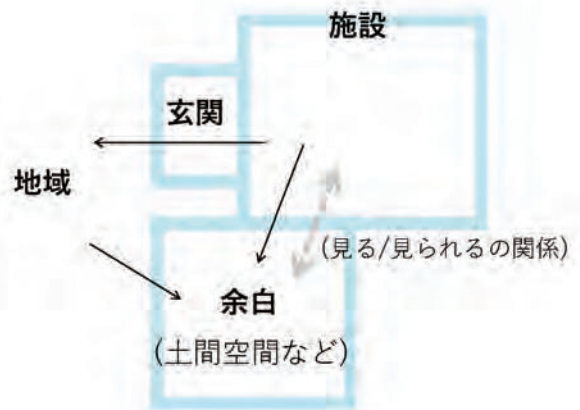 施設
玄関
地域
(見る/見られるの関係)
余白
(土間空間など)